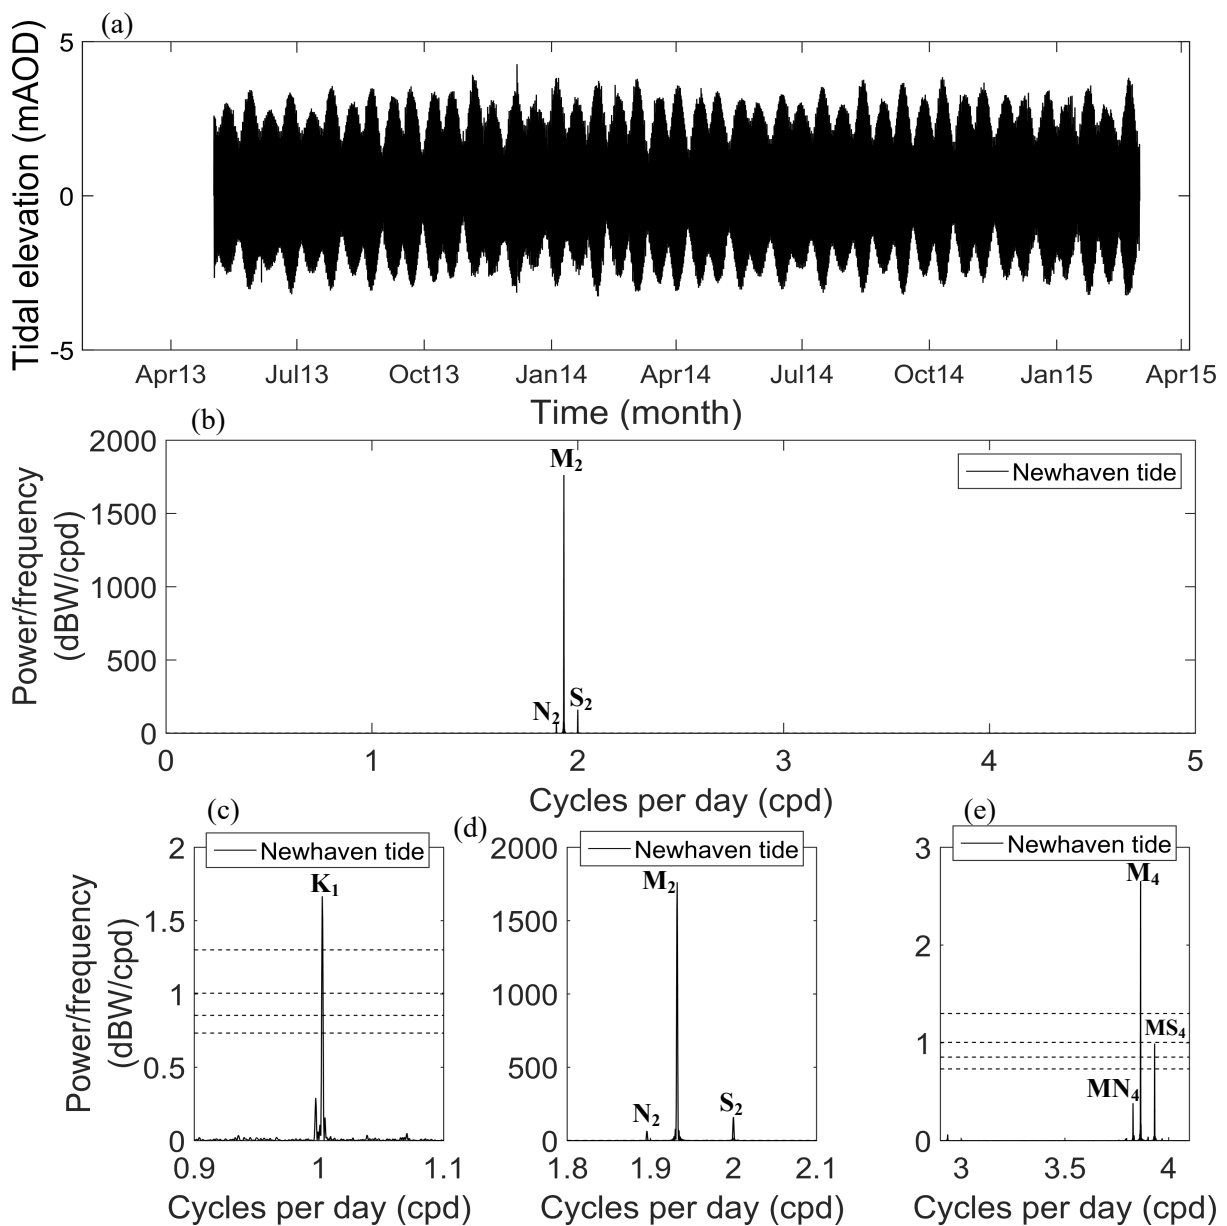 (a)
Tidal elevation (mAOD)
5
0
-5
Apr13 Jul13 Oct13 Jan14 Apr14 Jul14 Oct14 Jan15 Apr15
Time (month)
(b)
Power/frequency
(dBW/cpd)
2000
1500
1000
500
0
M₂
N₂
S₂
Newhaven tide
0 1 2 3 4 5
Cycles per day (cpd)
(c)
Power/frequency
(dBW/cpd)
2
1.5
1
0.5
0
Newhaven tide
K₁
0.9 1 1.1
Cycles per day (cpd)
(d)
2000
1500
1000
500
0
Newhaven tide
M₂
N₂
S₂
1.8 1.9 2 2.1
Cycles per day (cpd)
(e)
3
2
1
0
Newhaven tide
M₄
MS₄
MN₄
3 3.5 4
Cycles per day (cpd)